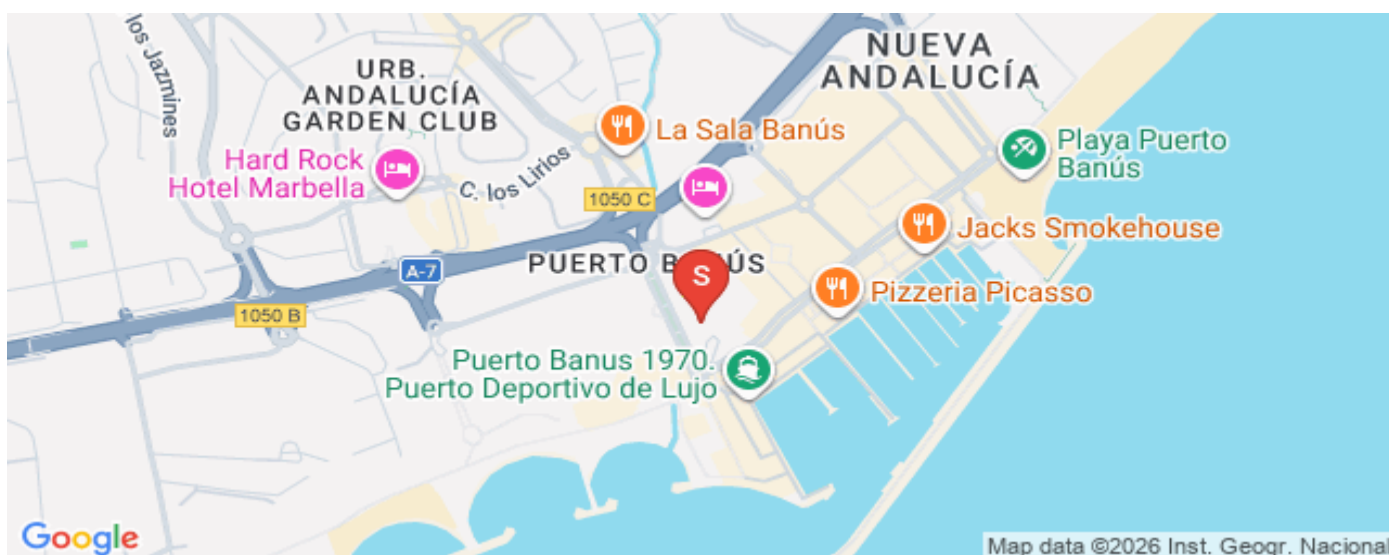 los Jazmines
URB.
ANDALUCÍA
GARDEN CLUB
NUEVA
ANDALUCÍA
La Sala Banús
Playa Puerto
Banús
Hard Rock
Hotel Marbella
C. los Lirios
1050 C
Jacks Smokehouse
A-7
PUERTO B
ÚS
S
Pizzeria Picasso
1050 B
Puerto Banus 1970.
Puerto Deportivo de Lujo
Google
Map data ©2026 Inst. Geogr. Nacional